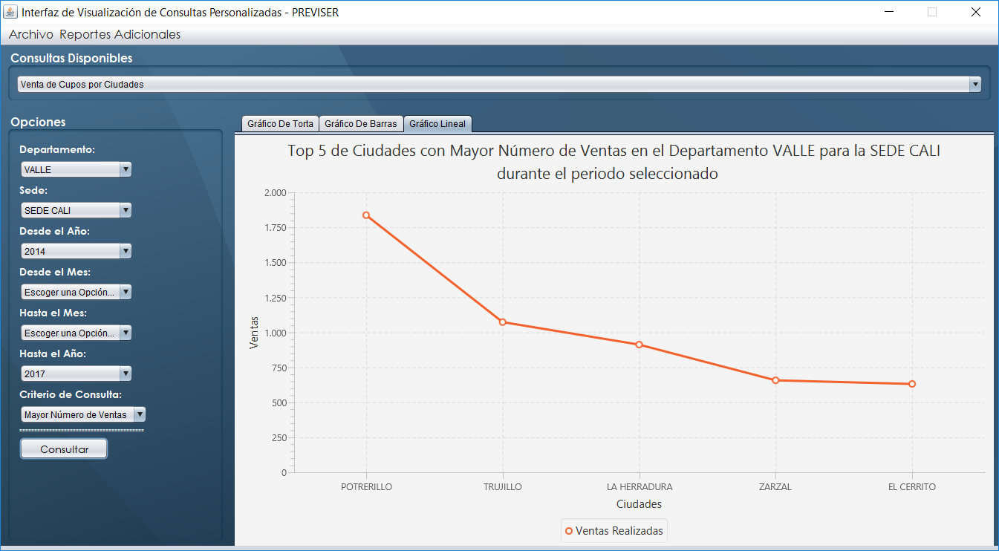 Interfaz de Visualización de Consultas Personalizadas - PREVISER
Archivo Reportes Adicionales
Consultas Disponibles
Venta de Cupos por Ciudades
Opciones
Departamento:
VALLE
Sede:
SEDE CALI
Desde el Año:
2014
Desde el Mes:
Escoger una Opción...
Hasta el Mes:
Escoger una Opción...
Hasta el Año:
2017
Criterio de Consulta:
Mayor Número de Ventas
Consultar
Gráfico De Torta Gráfico De Barras Gráfico Lineal
Top 5 de Ciudades con Mayor Número de Ventas en el Departamento VALLE para la SEDE CALI
durante el periodo seleccionado
2.000
1.750
1.500
1.250
1.000
750
500
250
0
Ventas
POTRERILLO TRUJILLO LA HERRADURA ZARZAL EL CERRITO
Ciudades
Ventas Realizadas